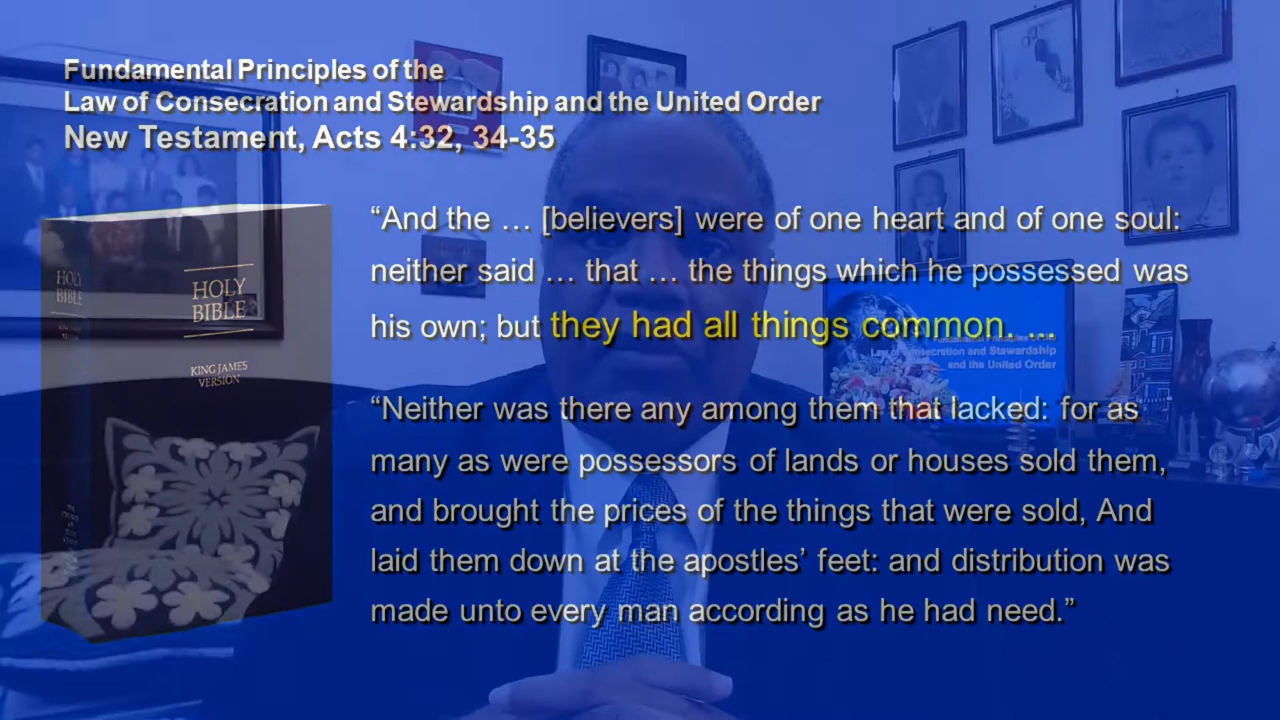 Fundamental Principles of the
Law of Consecration and Stewardship and the United Order
New Testament, Acts 4:32, 34-35
“And the … [believers] were of one heart and of one soul:
neither said … that … the things which he possessed was
his own; but they had all things common. …
“Neither was there any among them that lacked: for as
many as were possessors of lands or houses sold them,
and brought the prices of the things that were sold, And
laid them down at the apostles’ feet: and distribution was
made unto every man according as he had need.”
HOLY
BIBLE
HOLY
BIBLE
KING JAMES
VERSION
Fundamental Principles of the
Law of Consecration and Stewardship
and the United Order